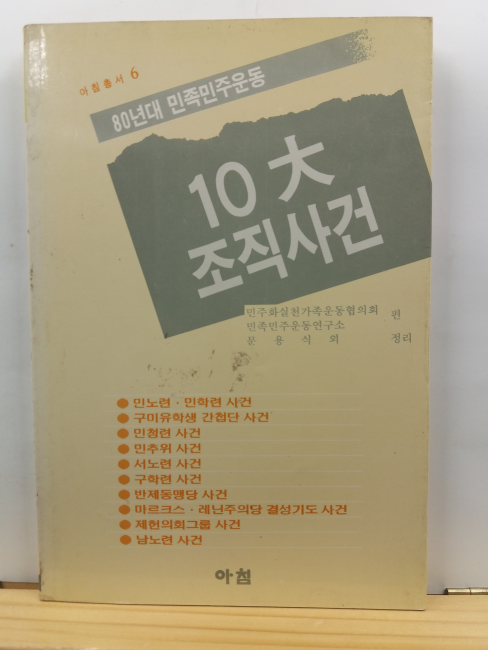 아침총서 6
80년대 민족민주운동
10 大
조직사건
민주화실천가족운동협의회 편
민족민주운동연구소
문용식 외 정리
● 민노련 · 민학련 사건
● 구미유학생 간첩단 사건
● 민청련 사건
● 민추위 사건
● 서노련 사건
● 구학련 사건
● 반제동맹당 사건
● 마르크스 · 레닌주의당 결성기도 사건
● 제헌의회그룹 사건
● 남노련 사건
아침